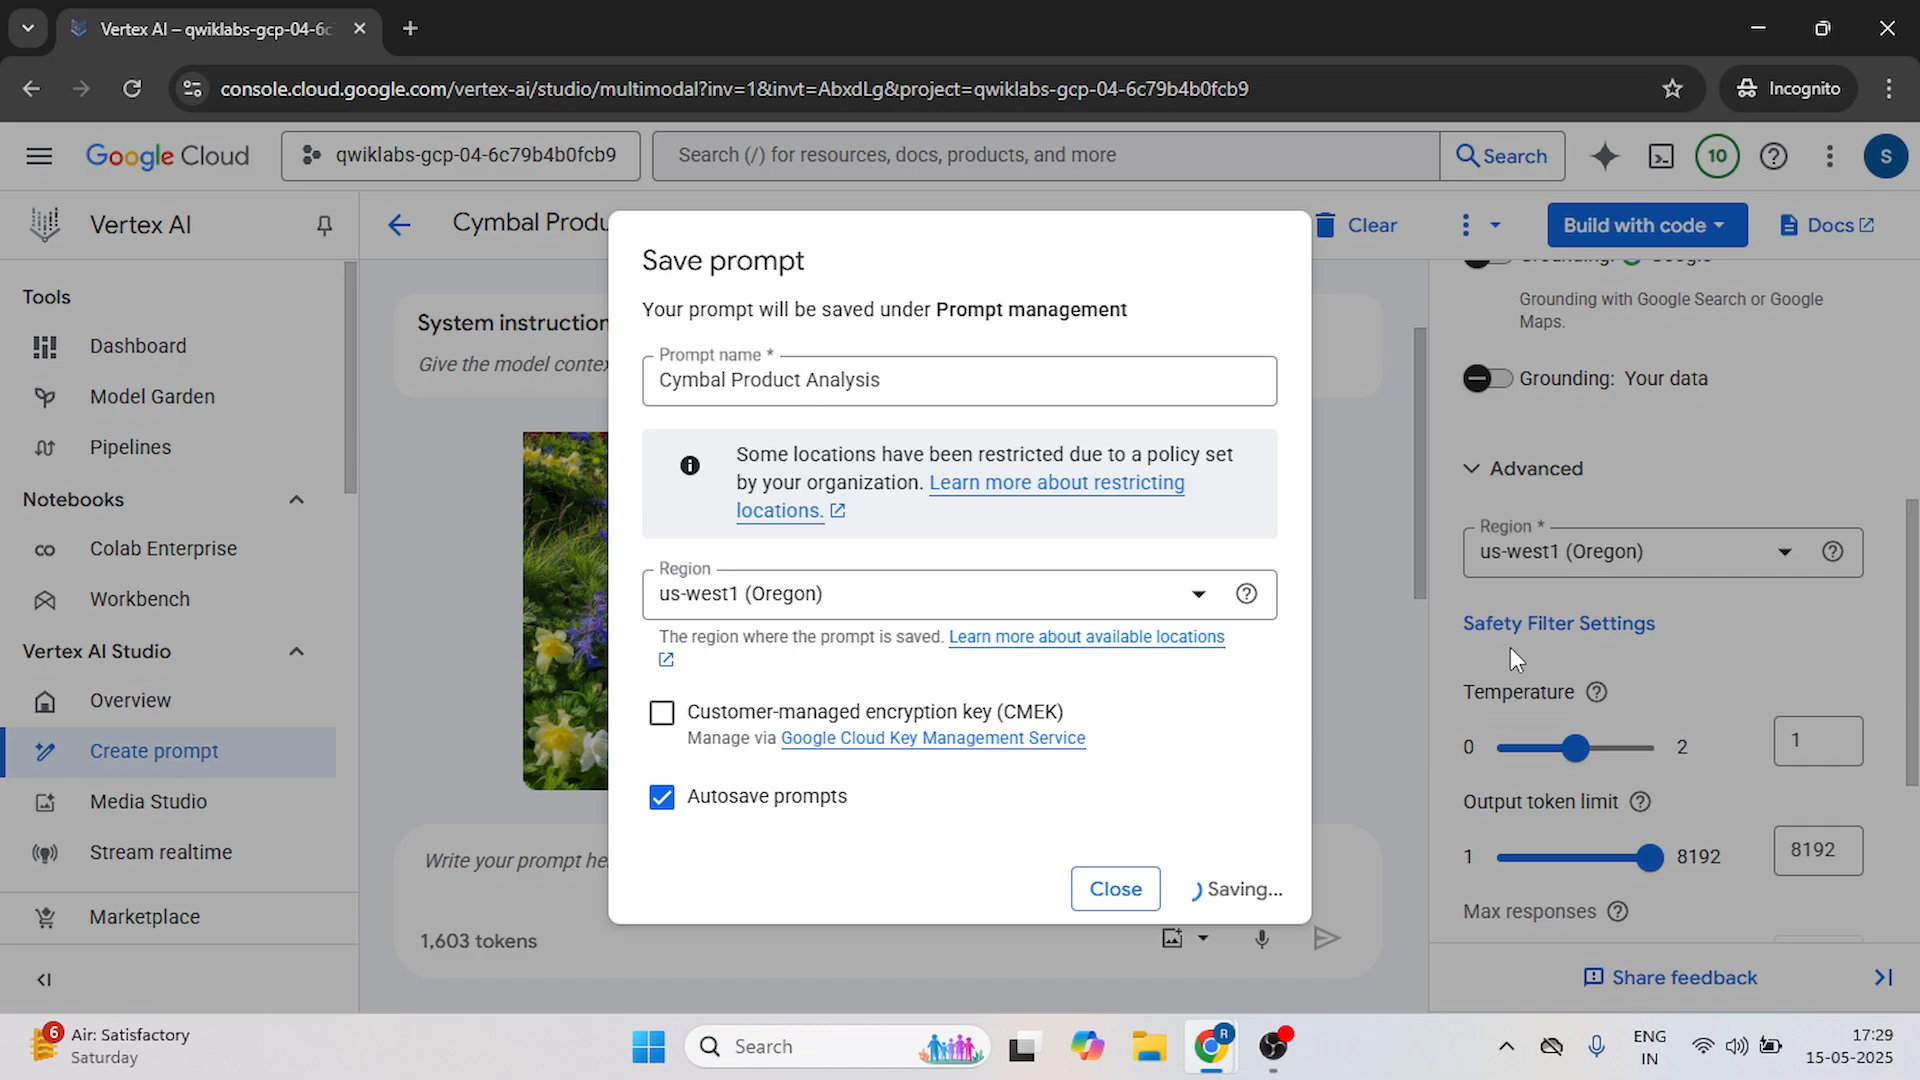 Vertex AI – qwiklabs-gcp-04-6c
console.cloud.google.com/vertex-ai/studio/multimodal?inv=1&invt=AbxdLg&project=qwiklabs-gcp-04-6c79b4b0fcb9
Incognito
Google Cloud
qwiklabs-gcp-04-6c79b4b0fcb9
Search (/) for resources, docs, products, and more
Search
10
S
Vertex AI
Cymbal Produ
Clear
Build with code
Docs
Tools
Dashboard
Model Garden
Pipelines
Notebooks
Colab Enterprise
Workbench
Vertex AI Studio
Overview
Create prompt
Media Studio
Stream realtime
Marketplace
System instruction
Give the model contex
Write your prompt he
1,603 tokens
Save prompt
Your prompt will be saved under Prompt management
Prompt name *
Cymbal Product Analysis
Some locations have been restricted due to a policy set
by your organization. Learn more about restricting
locations.
Region
us-west1 (Oregon)
The region where the prompt is saved. Learn more about available locations
Customer-managed encryption key (CMEK)
Manage via Google Cloud Key Management Service
Autosave prompts
Close
Saving...
Grounding: Google
Grounding with Google Search or Google
Maps.
Grounding: Your data
Advanced
Region *
us-west1 (Oregon)
Safety Filter Settings
Temperature
0
2
1
Output token limit
1
8192
8192
Max responses
Share feedback
6
Air: Satisfactory
Saturday
Search
R
ENG
IN
17:29
15-05-2025